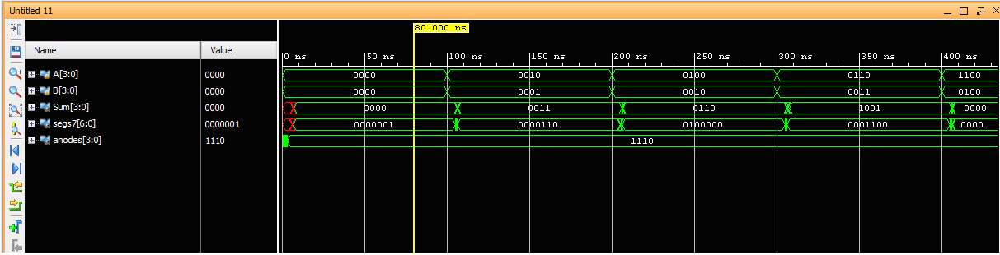 Untitled 11
80.000 ns
Name Value
0 ns 50 ns 100 ns 150 ns 200 ns 250 ns 300 ns 350 ns 400 ns
A[3:0] 0000 0000 0010 0100 0110 1100
B[3:0] 0000 0000 0001 0010 0011 0100
Sum[3:0] 0000 0000 0011 0110 1001 0000
segs7[6:0] 0000001 0000001 0000110 0100000 0001100 0000...
anodes[3:0] 1110 1110